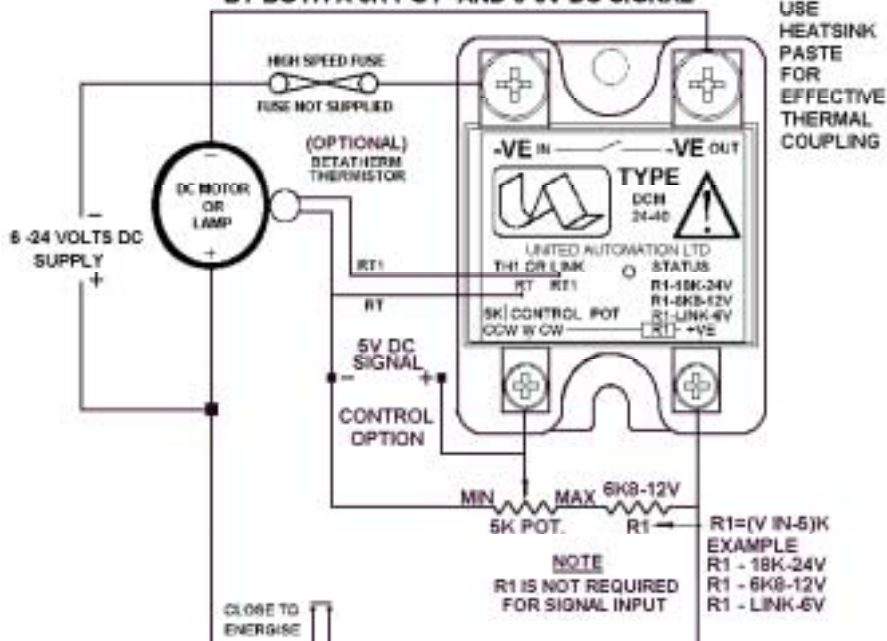 USE
HEATSINK
PASTE
FOR
EFFECTIVE
THERMAL
COUPLING
HIGH SPEED FUSE
FUSE NOT SUPPLIED
(OPTIONAL)
BETATHERM
THERMISTOR
-VE IN
-VE OUT
TYPE
DCM
24-40
UNITED AUTOMATION LTD
TH1 OR LINK
STATUS
RT RT1
R1-18K-24V
R1-6K8-12V
R1-LINK-6V
5K CONTROL POT
CCW W CW
R1 - +VE
-
DC MOTOR
OR
LAMP
+
-
6 -24 VOLTS DC
SUPPLY
+
RT1
RT
5V DC
SIGNAL
- +
CONTROL
OPTION
MIN
MAX
6K8-12V
5K POT.
R1
R1=(V IN-5)K
EXAMPLE
R1 - 18K-24V
R1 - 6K8-12V
R1 - LINK-6V
NOTE
R1 IS NOT REQUIRED
FOR SIGNAL INPUT
CLOSE TO
ENERGISE